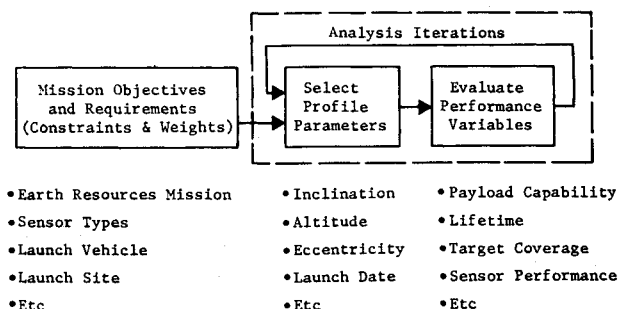 Analysis Iterations
Mission Objectives
and Requirements
(Constraints & Weights)
Select
Profile
Parameters
Evaluate
Performance
Variables
•Earth Resources Mission
•Sensor Types
•Launch Vehicle
•Launch Site
•Etc
•Inclination
•Altitude
•Eccentricity
•Launch Date
•Etc
•Payload Capability
•Lifetime
•Target Coverage
•Sensor Performance
•Etc